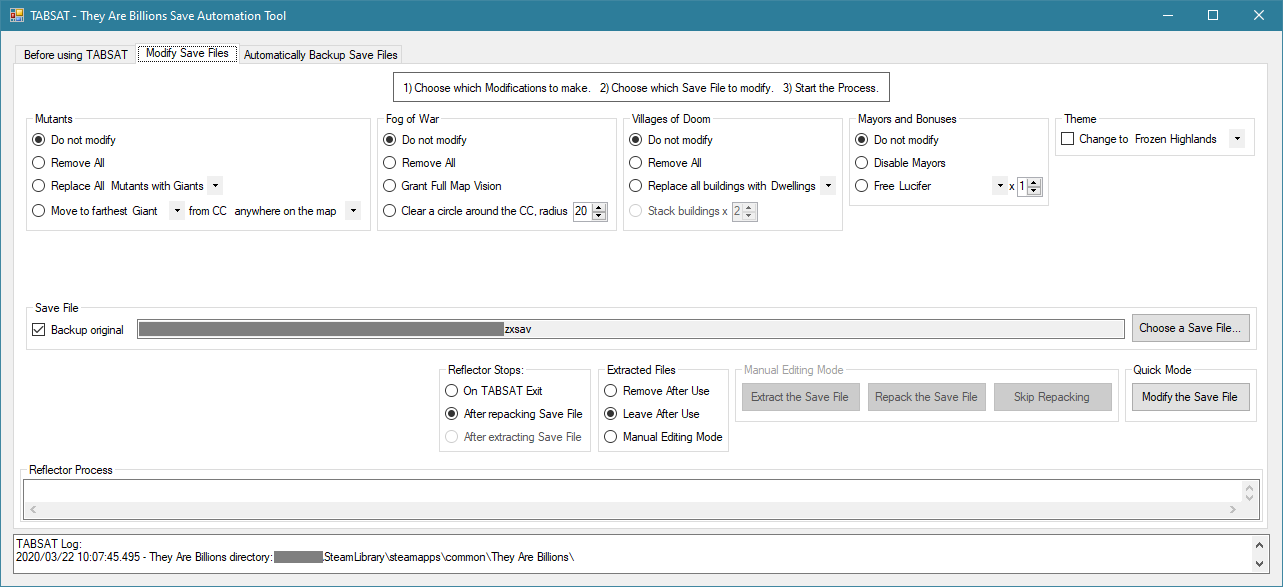 TABSAT - They Are Billions Save Automation Tool
Before using TABSAT Modify Save Files Automatically Backup Save Files
1) Choose which Modifications to make. 2) Choose which Save File to modify. 3) Start the Process.
Mutants
Do not modify
Remove All
Replace All Mutants with Giants
Move to farthest Giant from CC anywhere on the map
Fog of War
Do not modify
Remove All
Grant Full Map Vision
Clear a circle around the CC, radius 20
Villages of Doom
Do not modify
Remove All
Replace all buildings with Dwellings
Stack buildings x 2
Mayors and Bonuses
Do not modify
Disable Mayors
Free Lucifer x 1
Theme
Change to Frozen Highlands
Save File
Backup original zxsav Choose a Save File...
Reflector Stops:
On TABSAT Exit
After repacking Save File
After extracting Save File
Extracted Files
Remove After Use
Leave After Use
Manual Editing Mode
Manual Editing Mode
Extract the Save File Repack the Save File Skip Repacking
Quick Mode
Modify the Save File
Reflector Process
TABSAT Log:
2020/03/22 10:07:45.495 - They Are Billions directory: SteamLibrary\steamapps\common\They Are Billions\